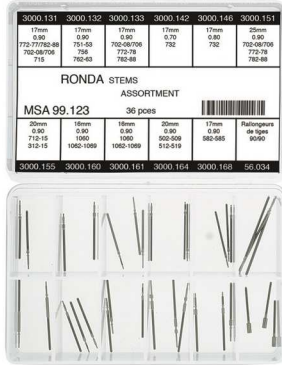 3000.131 3000.132 3000.133 3000.142 3000.146 3000.151
17mm 17mm 17mm 17mm 17mm 25mm
0.90 0.90 0.90 0.70 0.80 0.90
772-77/782-88 751-53 702-08/706 732 732 702-08/706
702-08/706 756 772-78 772-78
715 762-63 782-88 782-88
RONDA STEMS
ASSORTMENT
MSA 99.123 36 pces
20mm 16mm 16mm 20mm 17mm Rallongeurs
0.90 0.90 0.90 0.90 0.90 de tiges
712-15 1060 1060 502-509 582-585 90/90
312-15 1062-1069 1062-1069 512-519
3000.155 3000.160 3000.161 3000.164 3000.168 56.034